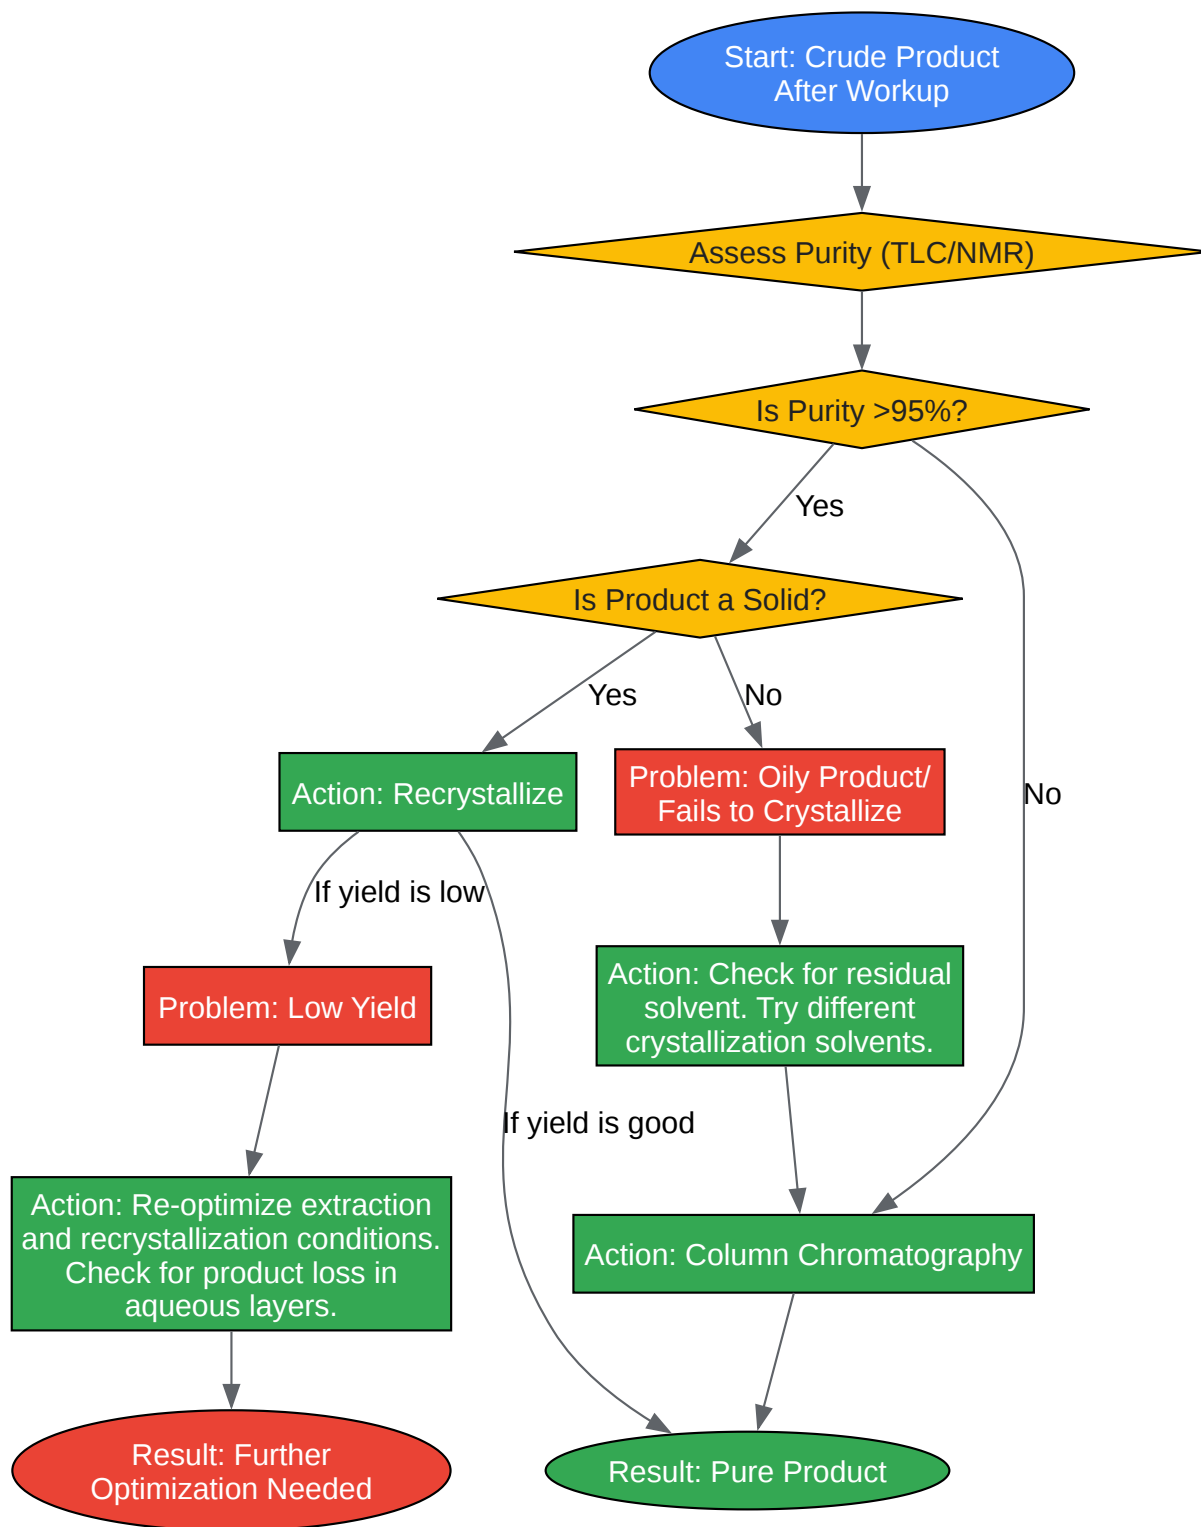 Start: Crude Product
After Workup
Assess Purity (TLC/NMR)
Is Purity >95%?
Yes
Is Product a Solid?
Yes
No
Action: Recrystallize
Problem: Oily Product/
Fails to Crystallize
No
If yield is low
Problem: Low Yield
Action: Check for residual
solvent. Try different
crystallization solvents.
If yield is good
Action: Re-optimize extraction
and recrystallization conditions.
Check for product loss in
aqueous layers.
Action: Column Chromatography
Result: Further
Optimization Needed
Result: Pure Product